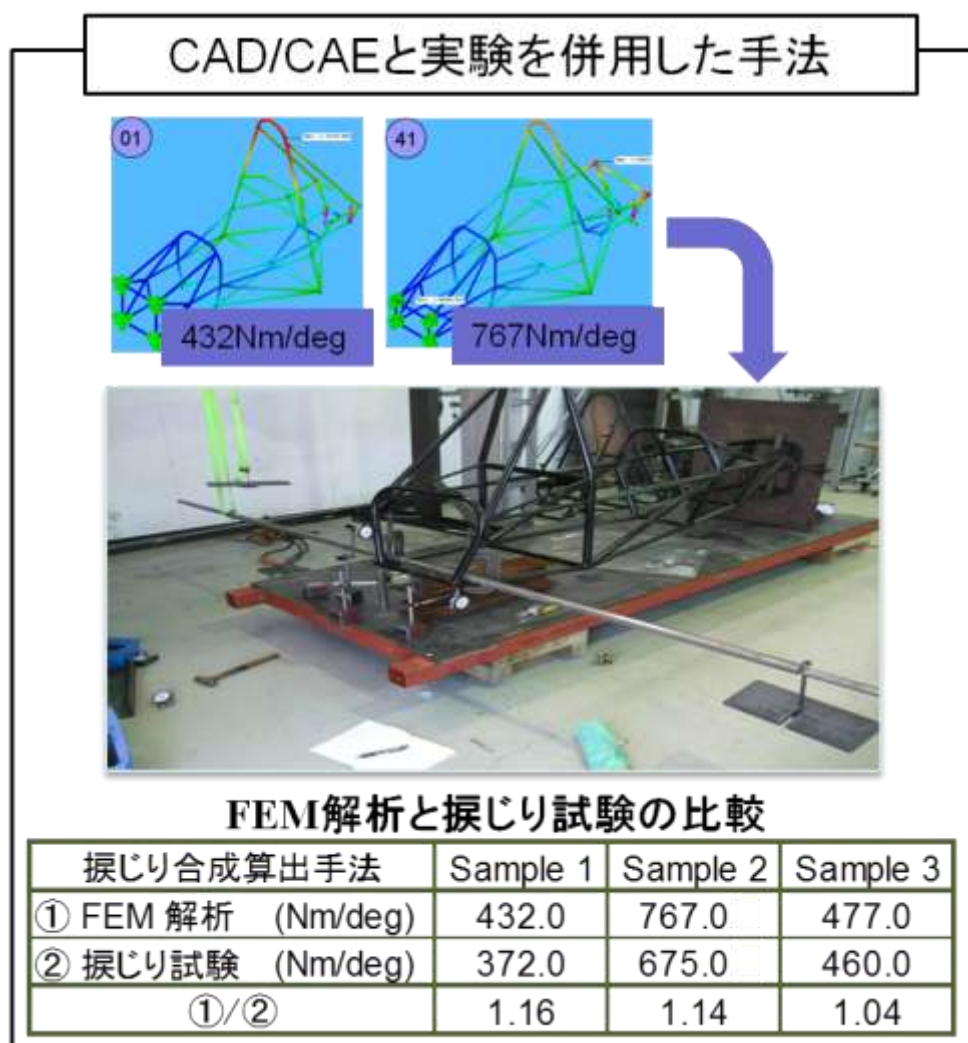 CAD/CAEと実験を併用した手法
01
41
432Nm/deg
767Nm/deg
FEM解析と捩じり試験の比較
捩じり合成算出手法 Sample 1 Sample 2 Sample 3
① FEM 解析 (Nm/deg) 432.0 767.0 477.0
② 捩じり試験 (Nm/deg) 372.0 675.0 460.0
①/② 1.16 1.14 1.04